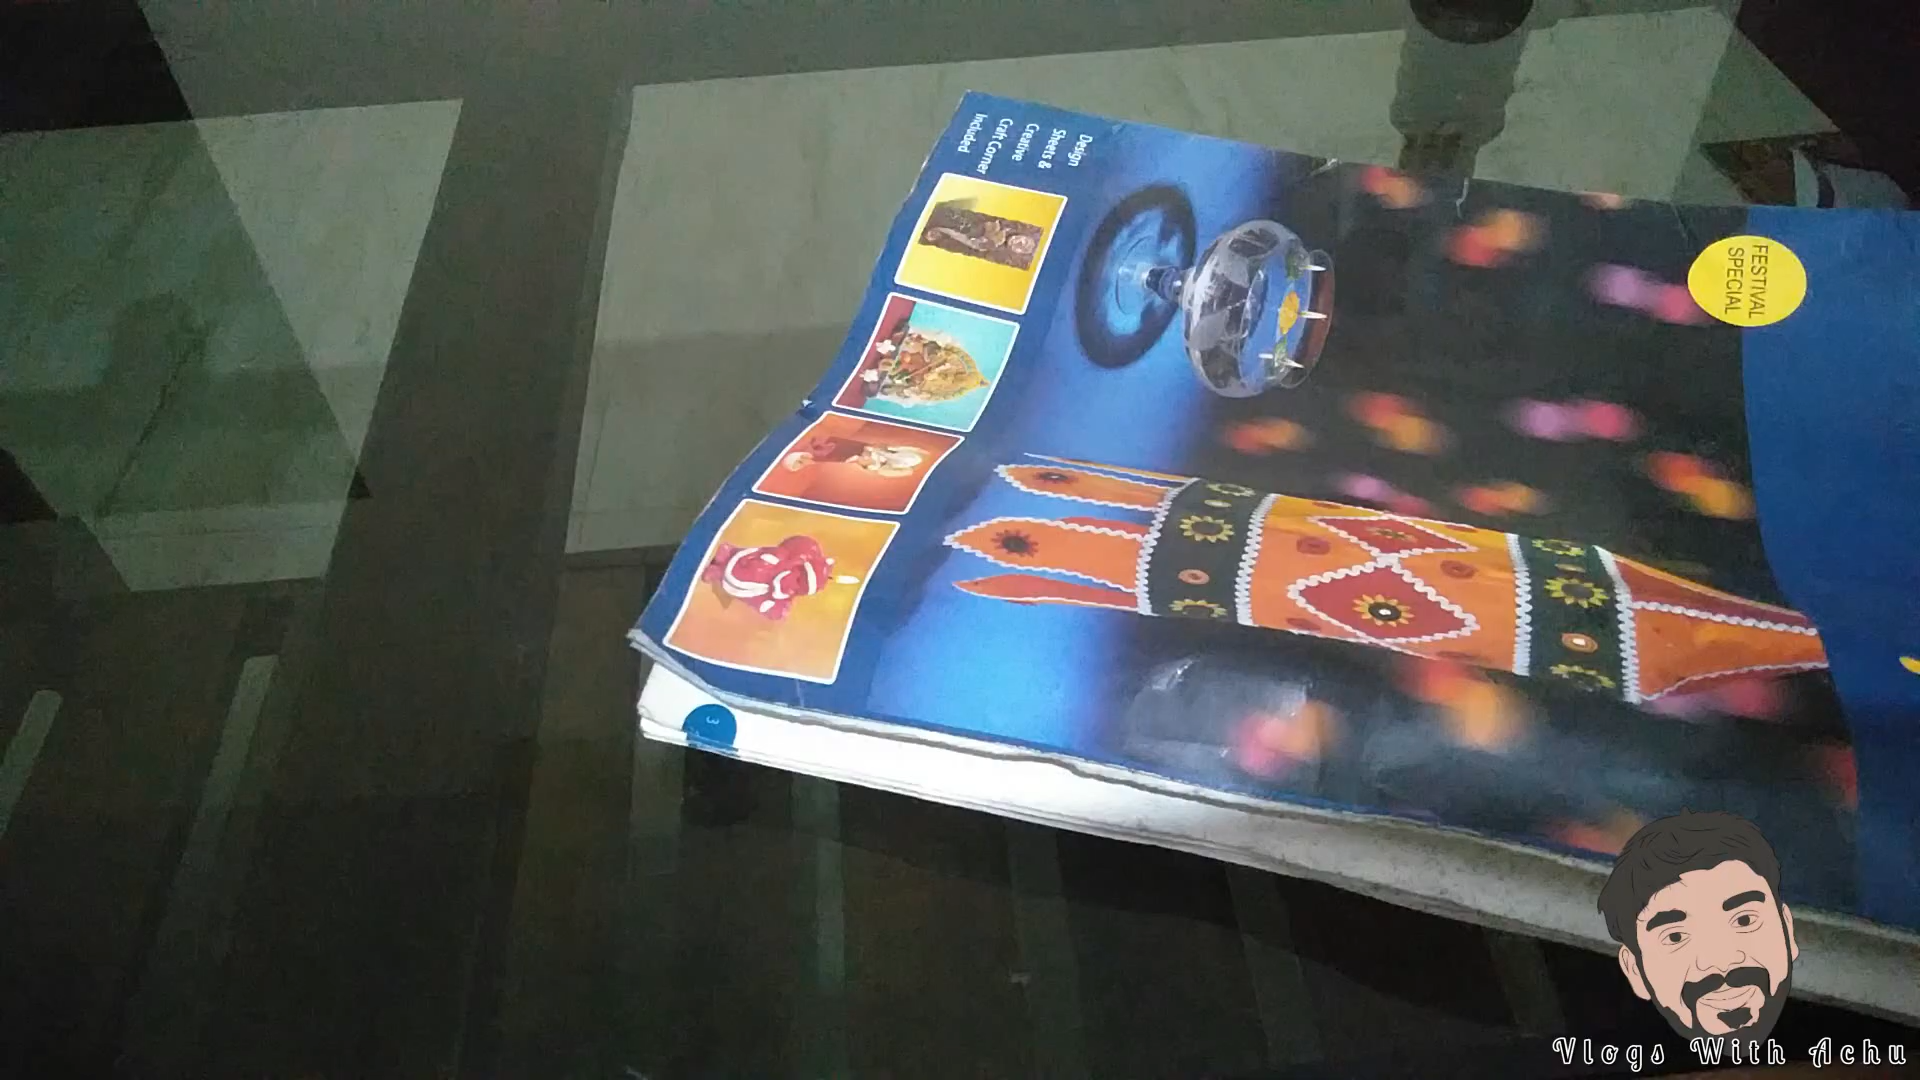 FESTIVAL
SPECIAL
Design
Sheets &
Creative
Craft Corner
Included
3
Vlogs With Achu